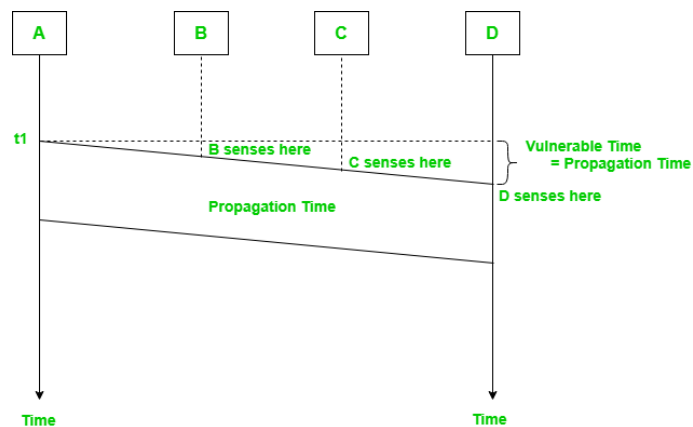 A
B
C
D
t1
B senses here
C senses here
Vulnerable Time
= Propagation Time
D senses here
Propagation Time
Time
Time